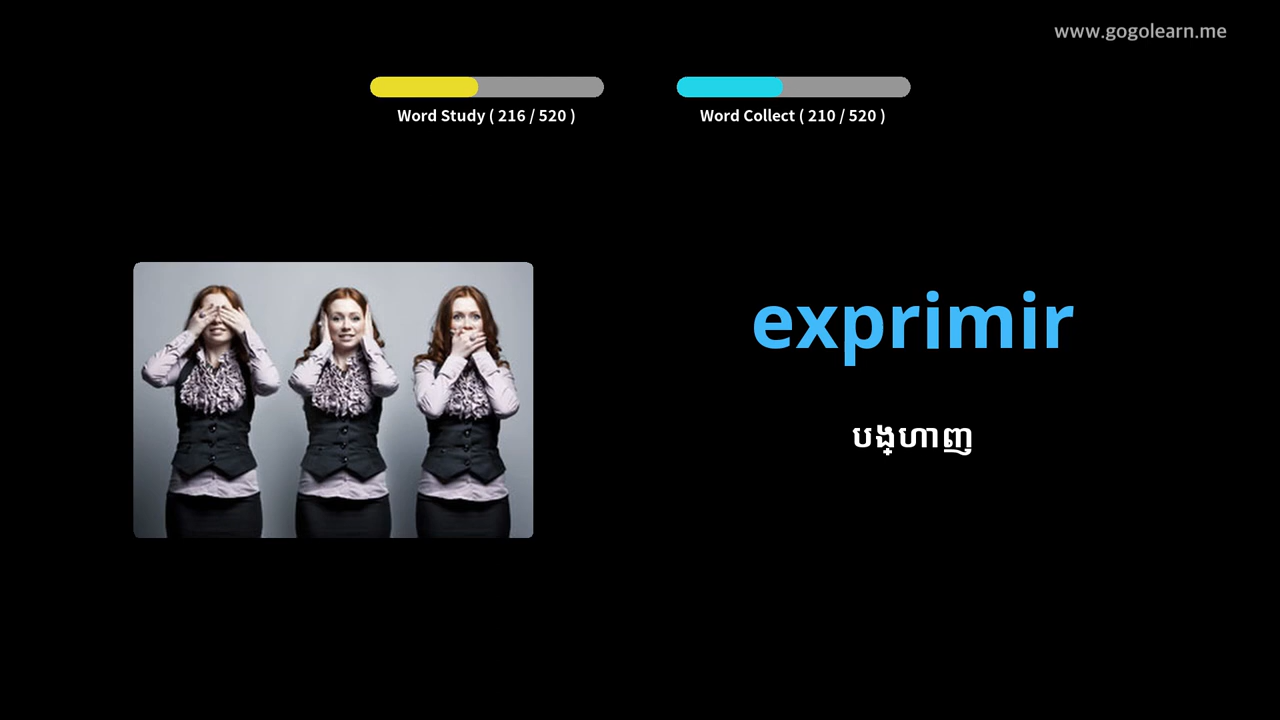 www.gogolearn.me
Word Study ( 216 / 520 )
Word Collect ( 210 / 520 )
exprimir
បង្ហាញ